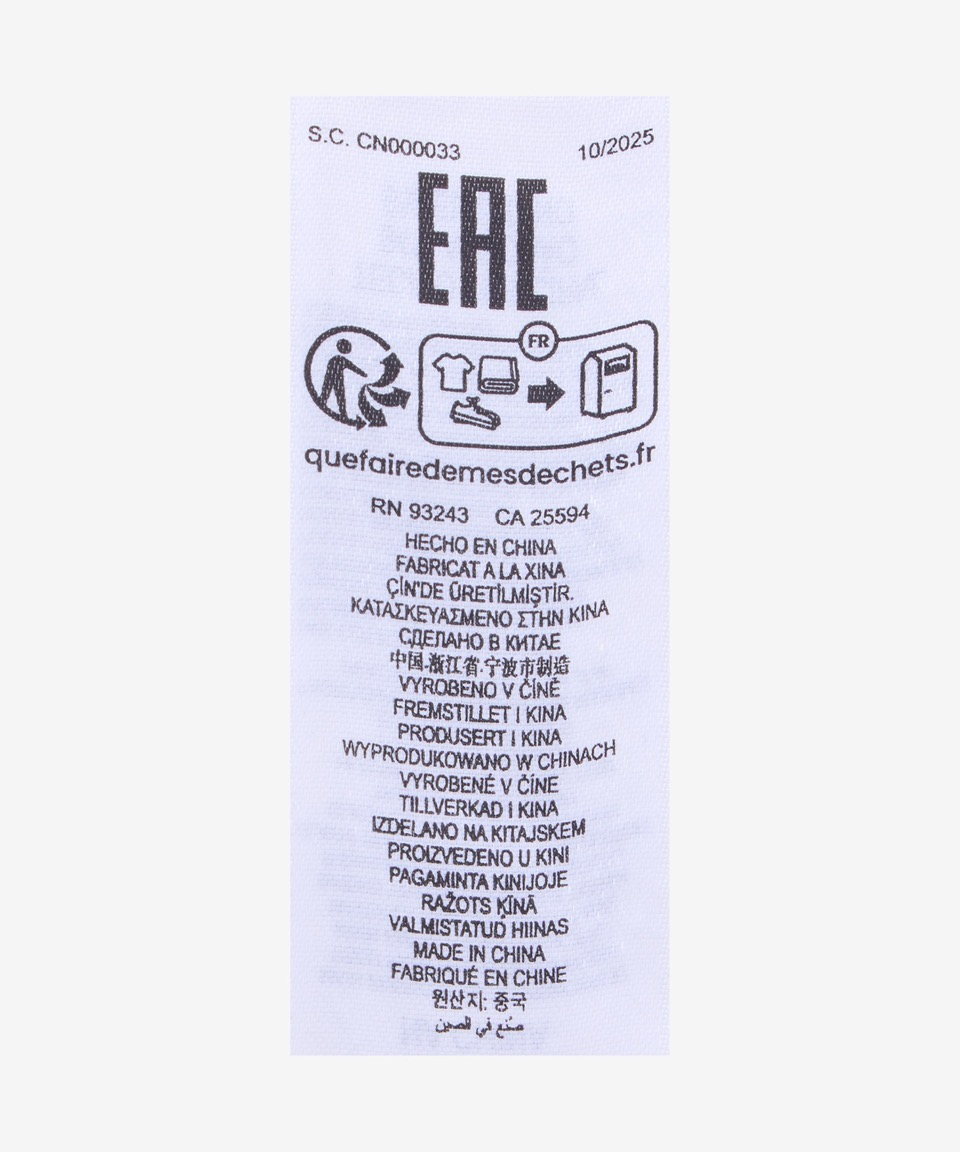 S.C. CN000033 10/2025
EAC
FR
quefairedemesdechets.fr
RN 93243 CA 25594
HECHO EN CHINA
FABRICAT A LA XINA
ÇİN'DE ÜRETİLMİŞTİR.
ΚΑΤΑΣΚΕΥΑΣΜΕΝΟ ΣΤΗΝ ΚΙΝΑ
СДЕЛАНО В КИТАЕ
中国.浙江省.宁波市制造
VYROBENO V ČÍNĚ
FREMSTILLET I KINA
PRODUSERT I KINA
WYPRODUKOWANO W CHINACH
VYROBENÉ V ČÍNE
TILLVERKAD I KINA
IZDELANO NA KITAJSKEM
PROIZVEDENO U KINI
PAGAMINTA KINIJOJE
RAŽOTS ĶĪNĀ
VALMISTATUD HIINAS
MADE IN CHINA
FABRIQUÉ EN CHINE
원산지: 중국
صُنع في الصين